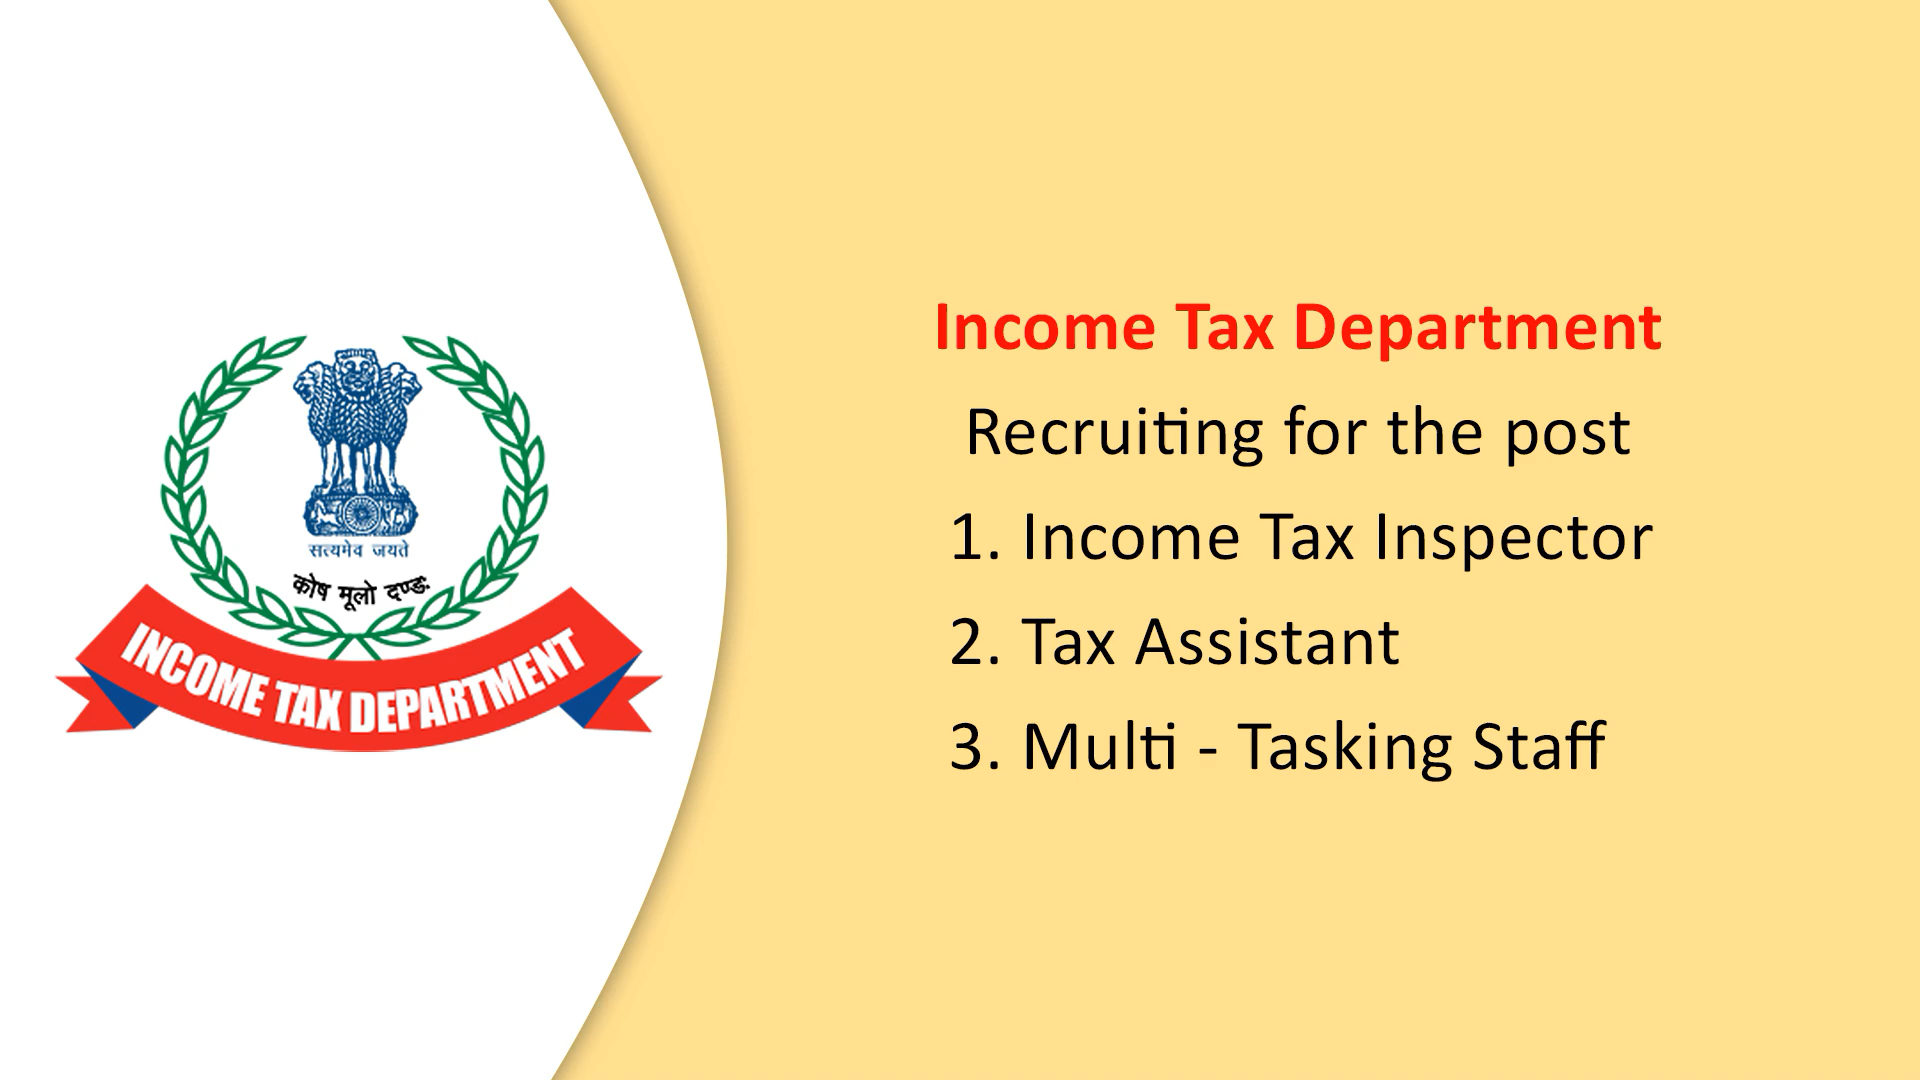 सत्यमेव जयते
कोष मूलो दण्डः
INCOME TAX DEPARTMENT
Income Tax Department
Recruiting for the post
1. Income Tax Inspector
2. Tax Assistant
3. Multi - Tasking Staff